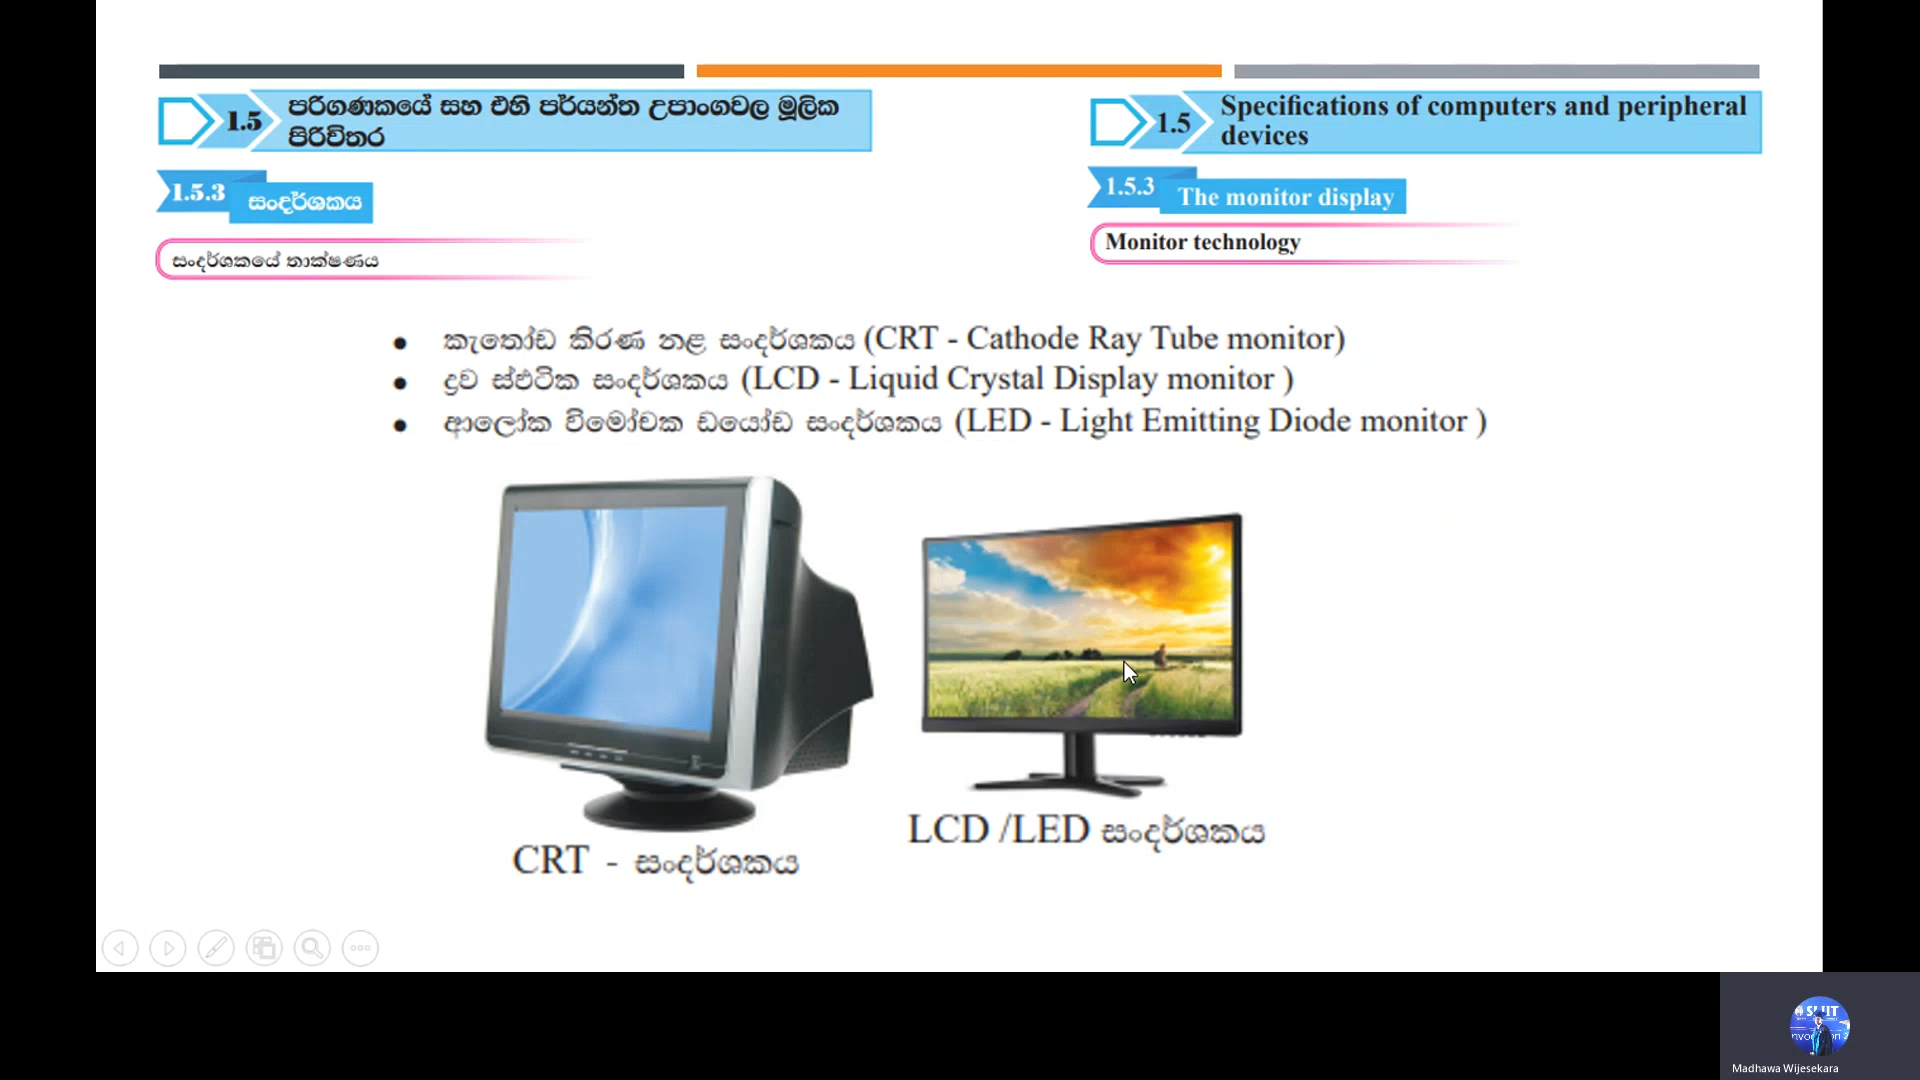 1.5 පරිගණකයේ සහ එහි පර්යන්ත උපාංගවල මූලික
පිරිවිතර
1.5.3 සංදර්ශකය
සංදර්ශකයේ තාක්ෂණය
1.5 Specifications of computers and peripheral
devices
1.5.3 The monitor display
Monitor technology
• කැතෝඩ කිරණ නළ සංදර්ශකය (CRT - Cathode Ray Tube monitor)
• ද්‍රව ස්ඵටික සංදර්ශකය (LCD - Liquid Crystal Display monitor )
• ආලෝක විමෝචක ඩයෝඩ සංදර්ශකය (LED - Light Emitting Diode monitor )
CRT - සංදර්ශකය
LCD /LED සංදර්ශකය
Madhawa Wijesekara